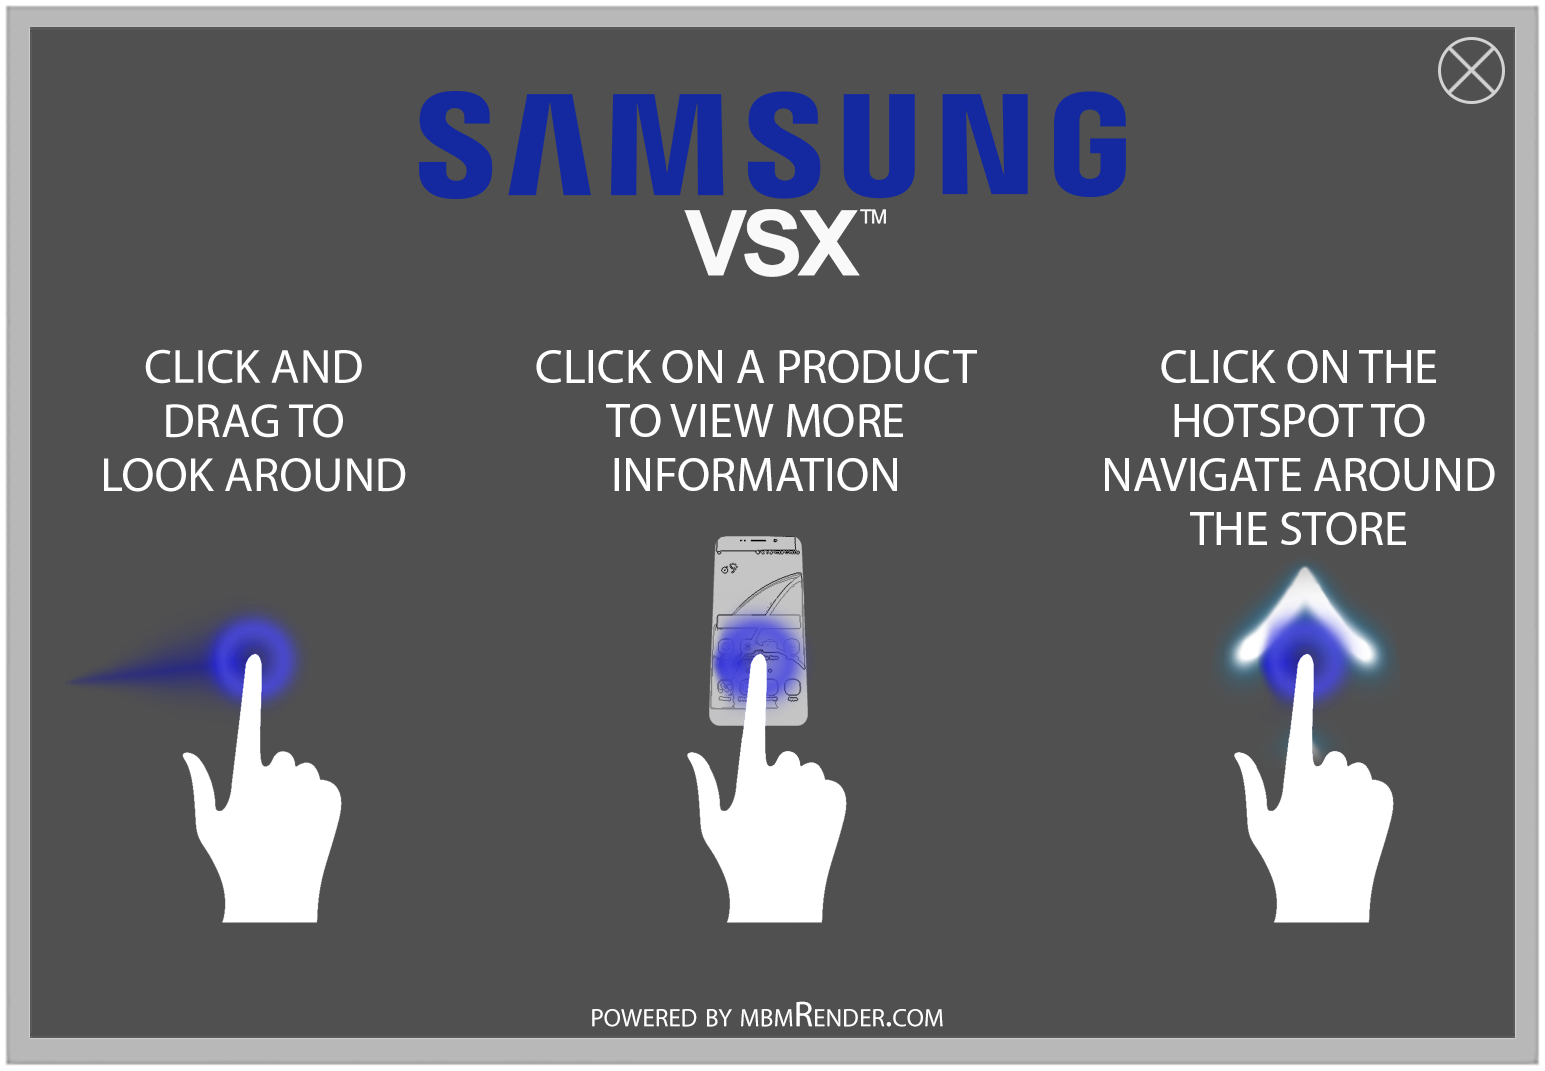 SAMSUNG
VSX™
CLICK AND
DRAG TO
LOOK AROUND
CLICK ON A PRODUCT
TO VIEW MORE
INFORMATION
CLICK ON THE
HOTSPOT TO
NAVIGATE AROUND
THE STORE
POWERED BY MBMRENDER.COM